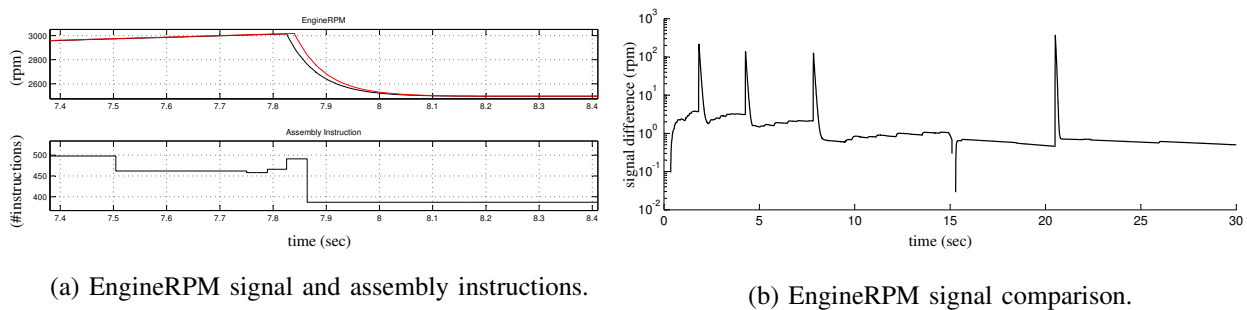 EngineRPM
(rpm)
3000
2800
2600
7.4 7.5 7.6 7.7 7.8 7.9 8 8.1 8.2 8.3 8.4
Assembly Instruction
(#instructions)
500
450
400
7.4 7.5 7.6 7.7 7.8 7.9 8 8.1 8.2 8.3 8.4
time (sec)
(a) EngineRPM signal and assembly instructions.
signal difference (rpm)
10^3
10^2
10^1
10^0
10^-1
10^-2
0 5 10 15 20 25 30
time (sec)
(b) EngineRPM signal comparison.